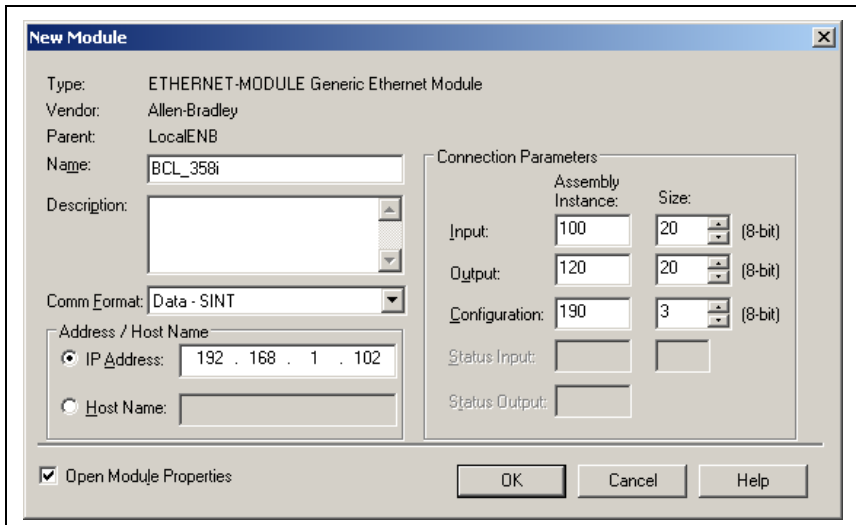 New Module
Type: ETHERNET-MODULE Generic Ethernet Module
Vendor: Allen-Bradley
Parent: LocalENB
Name: BCL_358i
Description:
Comm Format: Data - SINT
Address / Host Name
IP Address: 192 . 168 . 1 . 102
Host Name:
Connection Parameters
Assembly
Instance: Size:
Input: 100 20 (8-bit)
Output: 120 20 (8-bit)
Configuration: 190 3 (8-bit)
Status Input:
Status Output:
Open Module Properties
OK Cancel Help